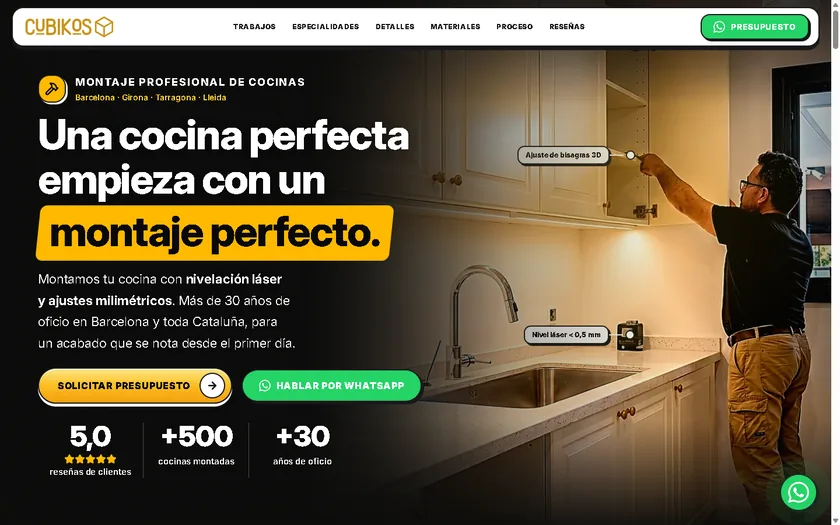 CUBIKOS
TRABAJOS
ESPECIALIDADES
DETALLES
MATERIALES
PROCESO
RESEÑAS
PRESUPUESTO
MONTAJE PROFESIONAL DE COCINAS
Barcelona · Girona · Tarragona · Lleida
Una cocina perfecta
empieza con un
montaje perfecto.
Montamos tu cocina con nivelación láser
y ajustes milimétricos. Más de 30 años de
oficio en Barcelona y toda Cataluña, para
un acabado que se nota desde el primer día.
SOLICITAR PRESUPUESTO
HABLAR POR WHATSAPP
5,0
reseñas de clientes
+500
cocinas montadas
+30
años de oficio
Ajuste de bisagras 3D
Nivel láser < 0,5 mm